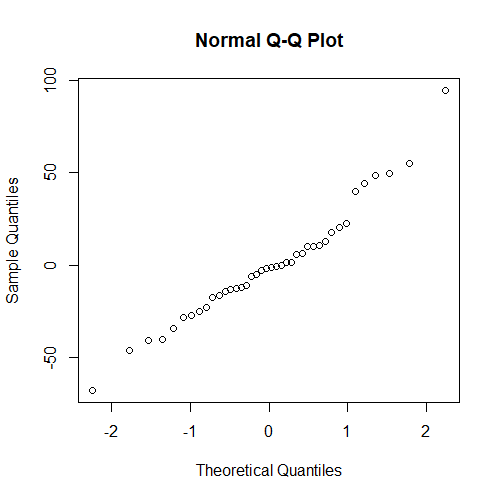 Normal Q-Q Plot
Sample Quantiles
100
50
0
-50
-2 -1 0 1 2
Theoretical Quantiles